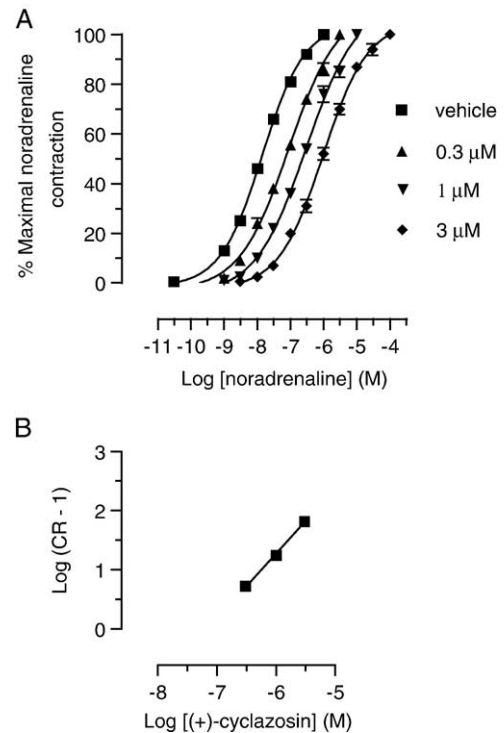 A
100
80
60
40
20
0
% Maximal noradrenaline
contraction
vehicle
0.3 µM
1 µM
3 µM
-11 -10 -9 -8 -7 -6 -5 -4
Log [noradrenaline] (M)
B
3
2
1
0
Log (CR - 1)
-8 -7 -6 -5
Log [(+)-cyclazosin] (M)